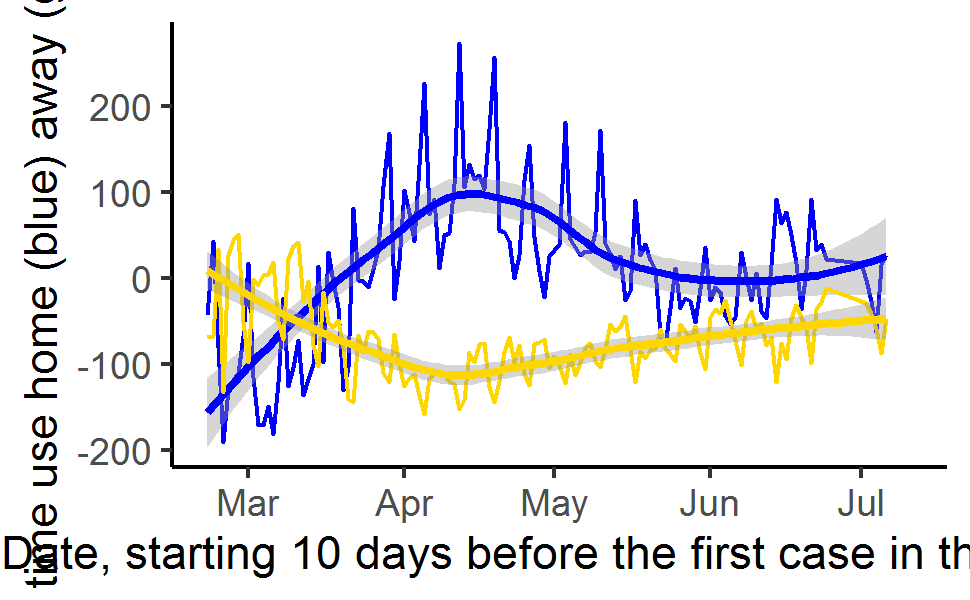 time use home (blue) away (
200
100
0
-100
-200
Mar Apr May Jun Jul
Date, starting 10 days before the first case in th